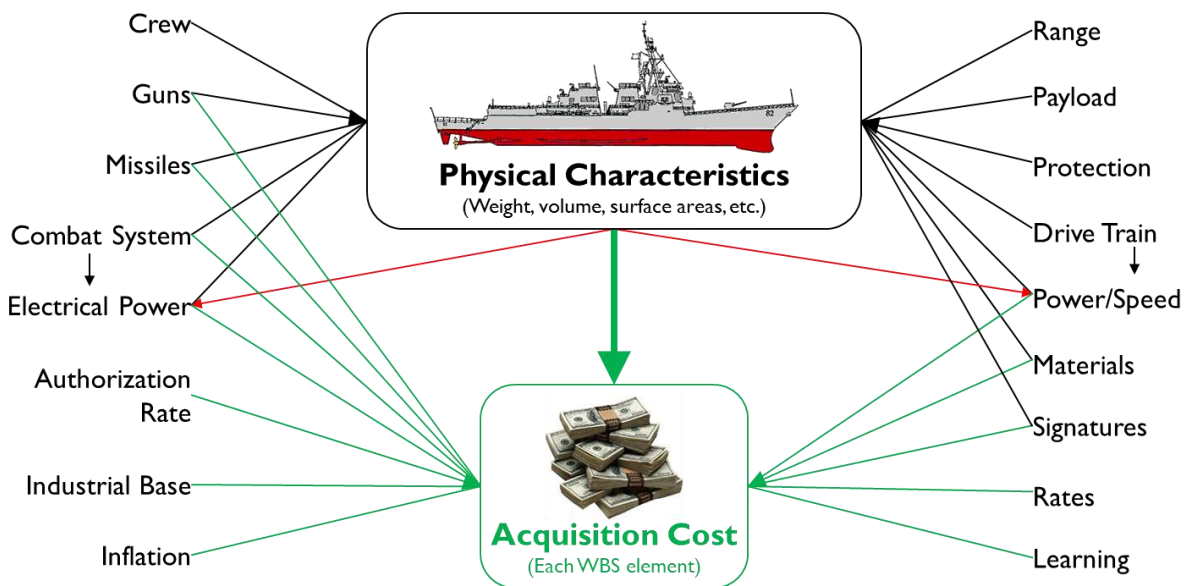 Crew
Guns
Missiles
Combat System
Electrical Power
Authorization
Rate
Industrial Base
Inflation
82
Physical Characteristics
(Weight, volume, surface areas, etc.)
Acquisition Cost
(Each WBS element)
Range
Payload
Protection
Drive Train
Power/Speed
Materials
Signatures
Rates
Learning